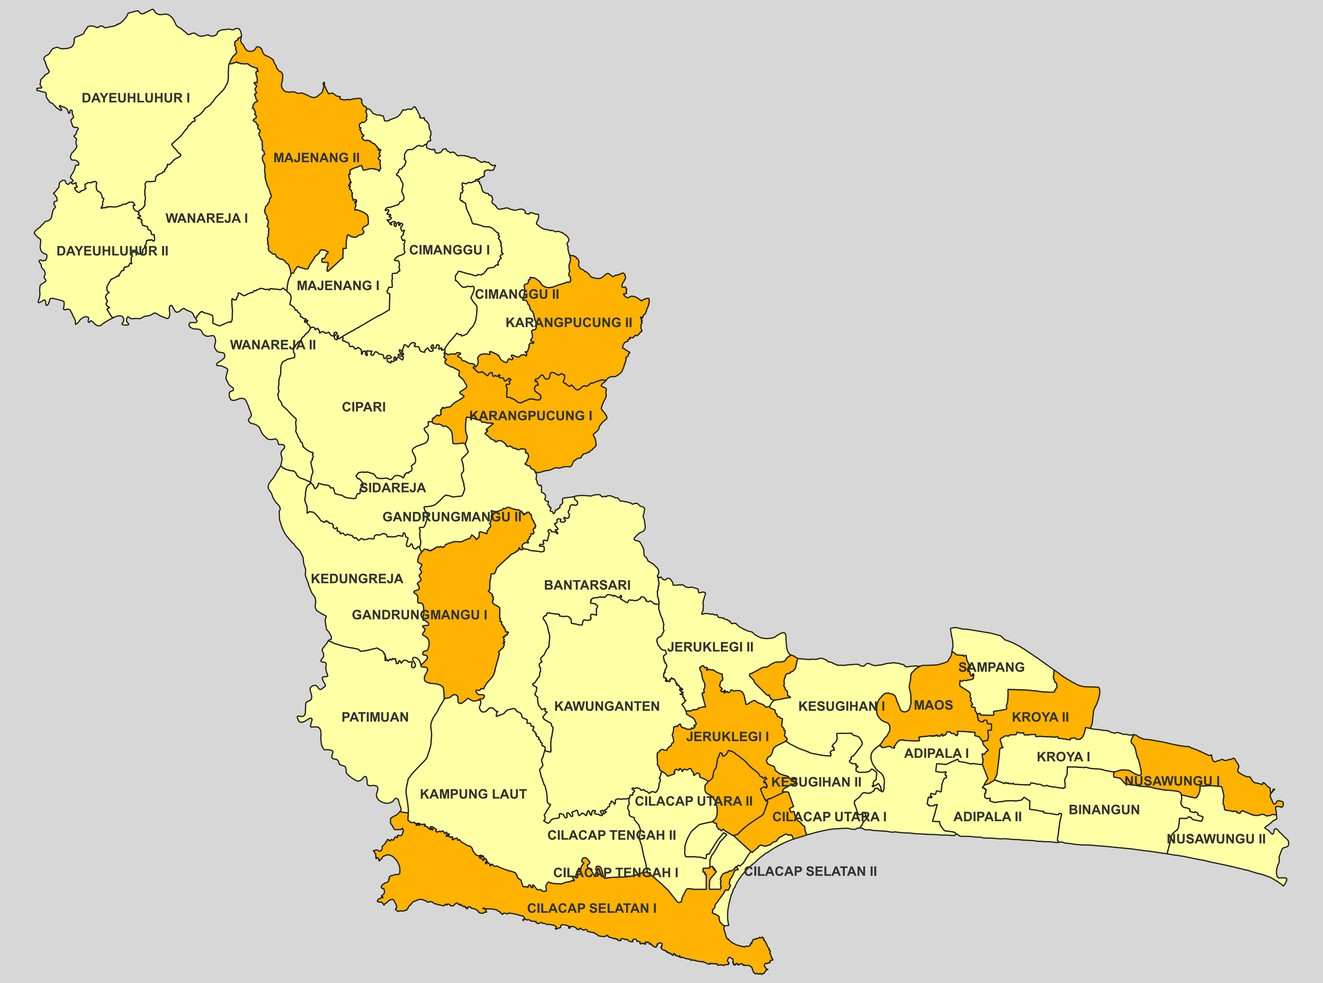 DAYEUHLUHUR I
MAJENANG II
WANAREJA I
DAYEUHLUHUR II
CIMANGGU I
MAJENANG I
CIMANGGU II
KARANGPUCUNG II
WANAREJA II
CIPARI
KARANGPUCUNG I
SIDAREJA
GANDRUNGMANGU II
KEDUNGREJA
BANTARSARI
GANDRUNGMANGU I
JERUKLEGI II
SAMPANG
KAWUNGANTEN
KESUGIHAN I
MAOS
PATIMUAN
KROYA II
JERUKLEGI I
ADIPALA I
KROYA I
KESUGIHAN II
NUSAWUNGU I
KAMPUNG LAUT
CILACAP UTARA II
BINANGUN
CILACAP UTARA I
ADIPALA II
CILACAP TENGAH II
NUSAWUNGU II
CILACAP TENGAH I
CILACAP SELATAN II
CILACAP SELATAN I